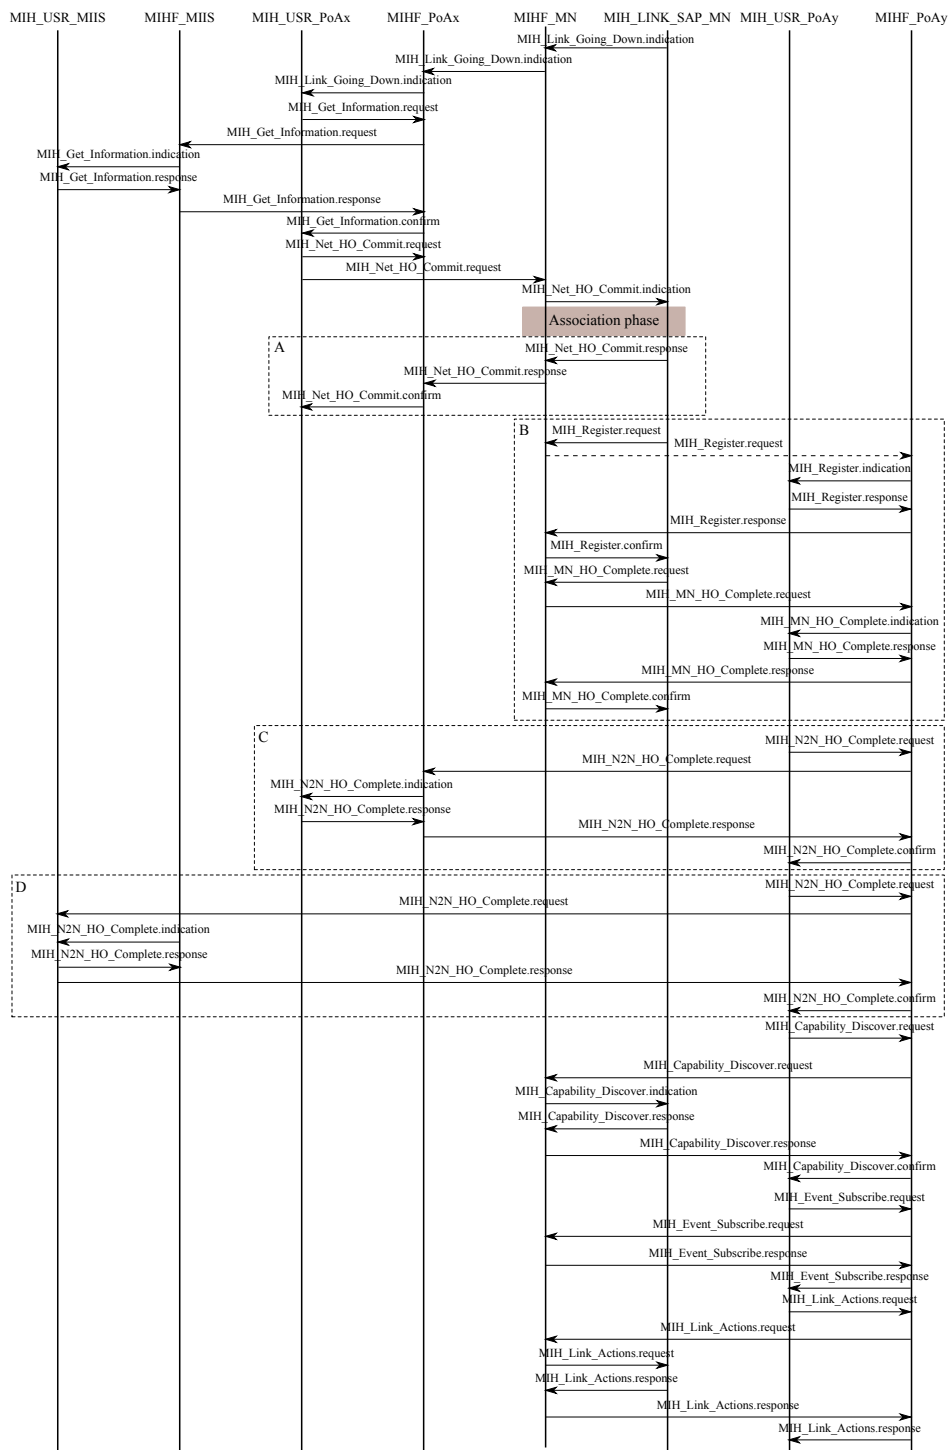 MIH_USR_MIIS MIHF_MIIS MIH_USR_PoAx MIHF_PoAx MIHF_MN MIH_LINK_SAP_MN MIH_USR_PoAy MIHF_PoAy
MIH_Link_Going_Down.indication
MIH_Link_Going_Down.indication
MIH_Link_Going_Down.indication
MIH_Get_Information.request
MIH_Get_Information.request
MIH_Get_Information.indication
MIH_Get_Information.response
MIH_Get_Information.response
MIH_Get_Information.confirm
MIH_Net_HO_Commit.request
MIH_Net_HO_Commit.request
MIH_Net_HO_Commit.indication
Association phase
A
MIH_Net_HO_Commit.response
MIH_Net_HO_Commit.response
MIH_Net_HO_Commit.confirm
B
MIH_Register.request
MIH_Register.request
MIH_Register.indication
MIH_Register.response
MIH_Register.response
MIH_Register.confirm
MIH_MN_HO_Complete.request
MIH_MN_HO_Complete.request
MIH_MN_HO_Complete.indication
MIH_MN_HO_Complete.response
MIH_MN_HO_Complete.response
MIH_MN_HO_Complete.confirm
C
MIH_N2N_HO_Complete.request
MIH_N2N_HO_Complete.request
MIH_N2N_HO_Complete.indication
MIH_N2N_HO_Complete.response
MIH_N2N_HO_Complete.response
MIH_N2N_HO_Complete.confirm
D
MIH_N2N_HO_Complete.request
MIH_N2N_HO_Complete.request
MIH_N2N_HO_Complete.indication
MIH_N2N_HO_Complete.response
MIH_N2N_HO_Complete.response
MIH_N2N_HO_Complete.confirm
MIH_Capability_Discover.request
MIH_Capability_Discover.request
MIH_Capability_Discover.indication
MIH_Capability_Discover.response
MIH_Capability_Discover.response
MIH_Capability_Discover.confirm
MIH_Event_Subscribe.request
MIH_Event_Subscribe.request
MIH_Event_Subscribe.response
MIH_Event_Subscribe.response
MIH_Link_Actions.request
MIH_Link_Actions.request
MIH_Link_Actions.request
MIH_Link_Actions.response
MIH_Link_Actions.response
MIH_Link_Actions.response